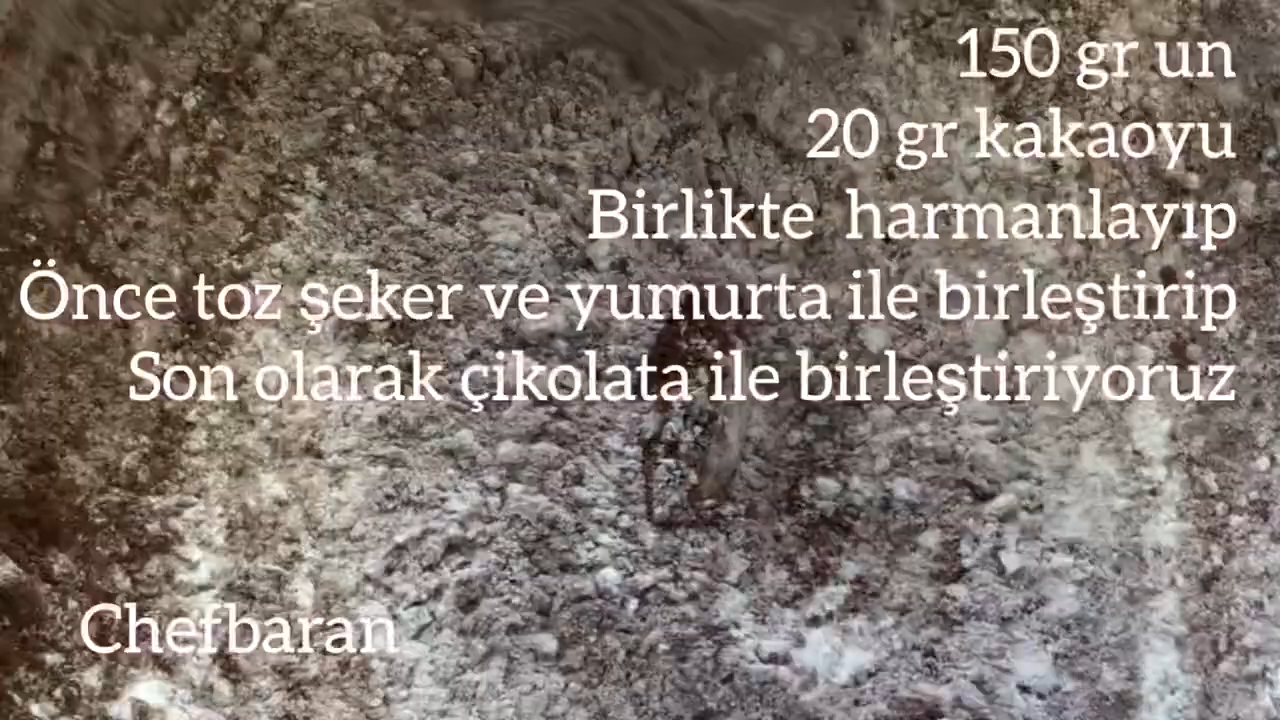 150 gr un
20 gr kakaoyu
Birlikte harmanlayıp
Önce toz şeker ve yumurta ile birleştirip
Son olarak çikolata ile birleştiriyoruz
Chefbaran